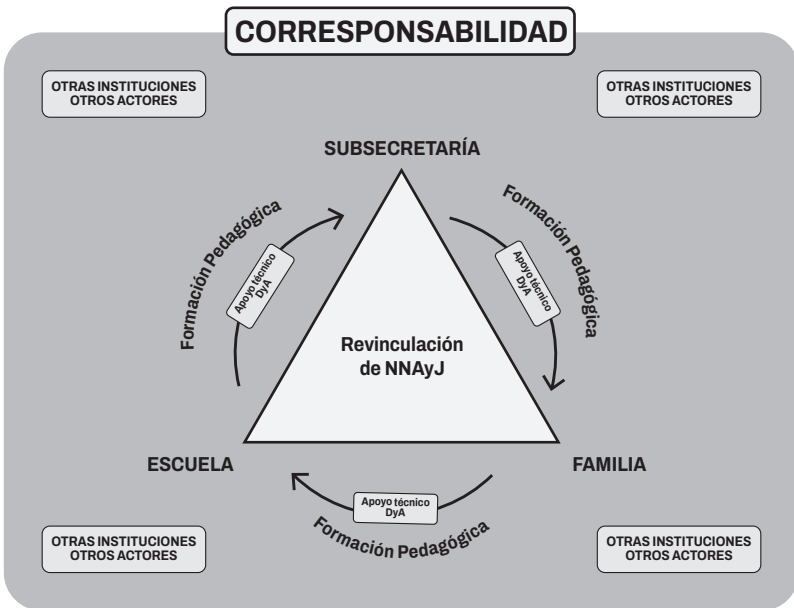 CORRESPONSABILIDAD
OTRAS INSTITUCIONES
OTROS ACTORES
OTRAS INSTITUCIONES
OTROS ACTORES
SUBSECRETARÍA
Formación Pedagógica
Apoyo técnico
DyA
Formación Pedagógica
Apoyo técnico
DyA
Revinculación
de NNAyJ
ESCUELA
FAMILIA
Apoyo técnico
DyA
Formación Pedagógica
OTRAS INSTITUCIONES
OTROS ACTORES
OTRAS INSTITUCIONES
OTROS ACTORES